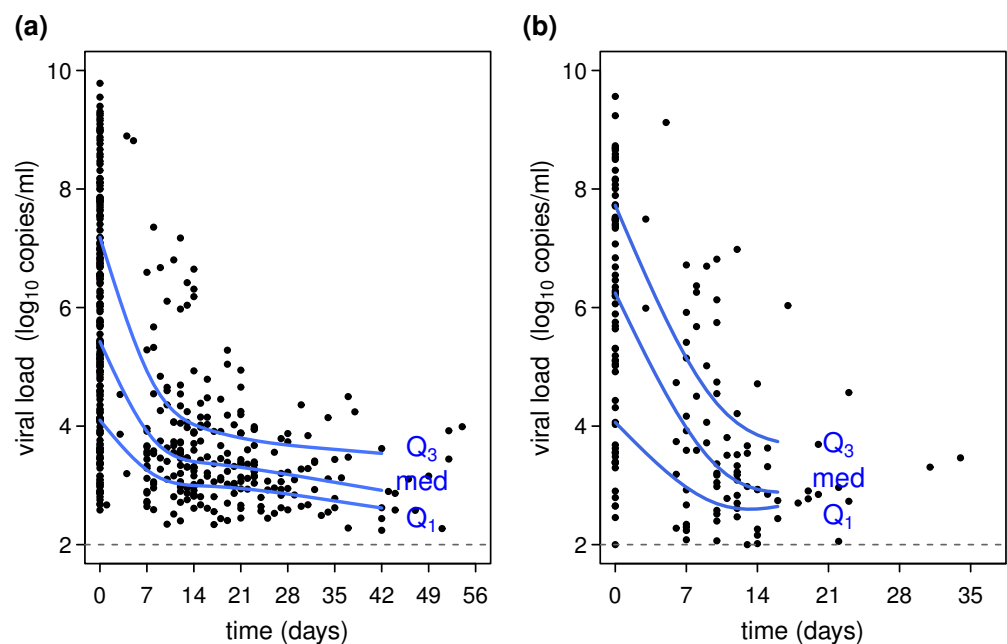 (a)
10
8
6
4
2
viral load (log₁₀ copies/ml)
Q₃
med
Q₁
0 7 14 21 28 35 42 49 56
time (days)
(b)
10
8
6
4
2
viral load (log₁₀ copies/ml)
Q₃
med
Q₁
0 7 14 21 28 35
time (days)